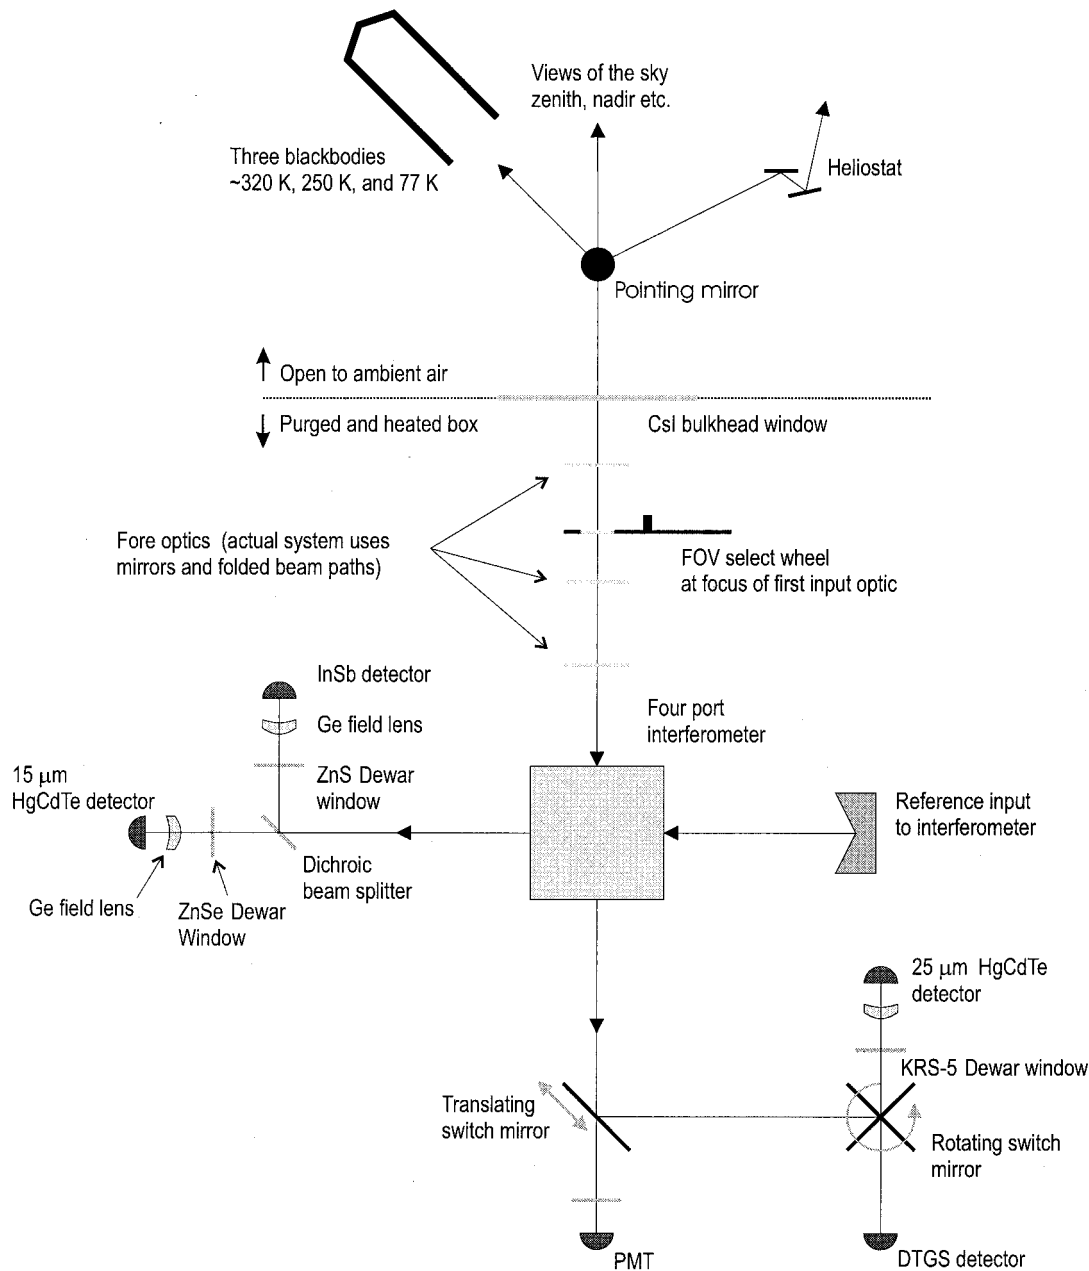 Views of the sky
zenith, nadir etc.
Three blackbodies
~320 K, 250 K, and 77 K
Heliostat
Pointing mirror
Open to ambient air
Purged and heated box
CsI bulkhead window
Fore optics (actual system uses
mirrors and folded beam paths)
FOV select wheel
at focus of first input optic
InSb detector
Ge field lens
Four port
interferometer
ZnS Dewar
window
15 μm
HgCdTe detector
Reference input
to interferometer
Dichroic
beam splitter
Ge field lens
ZnSe Dewar
Window
25 μm HgCdTe
detector
KRS-5 Dewar window
Translating
switch mirror
Rotating switch
mirror
PMT
DTGS detector